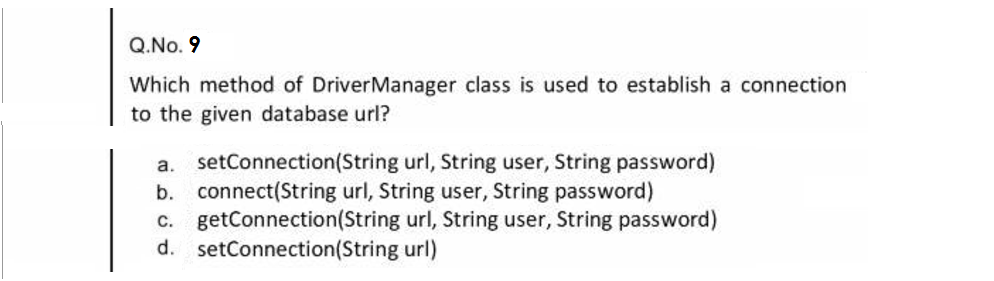 Q.No. 9
Which method of DriverManager class is used to establish a connection
to the given database url?
a. setConnection(String url, String user, String password)
b. connect(String url, String user, String password)
c. getConnection(String url, String user, String password)
d. setConnection(String url)